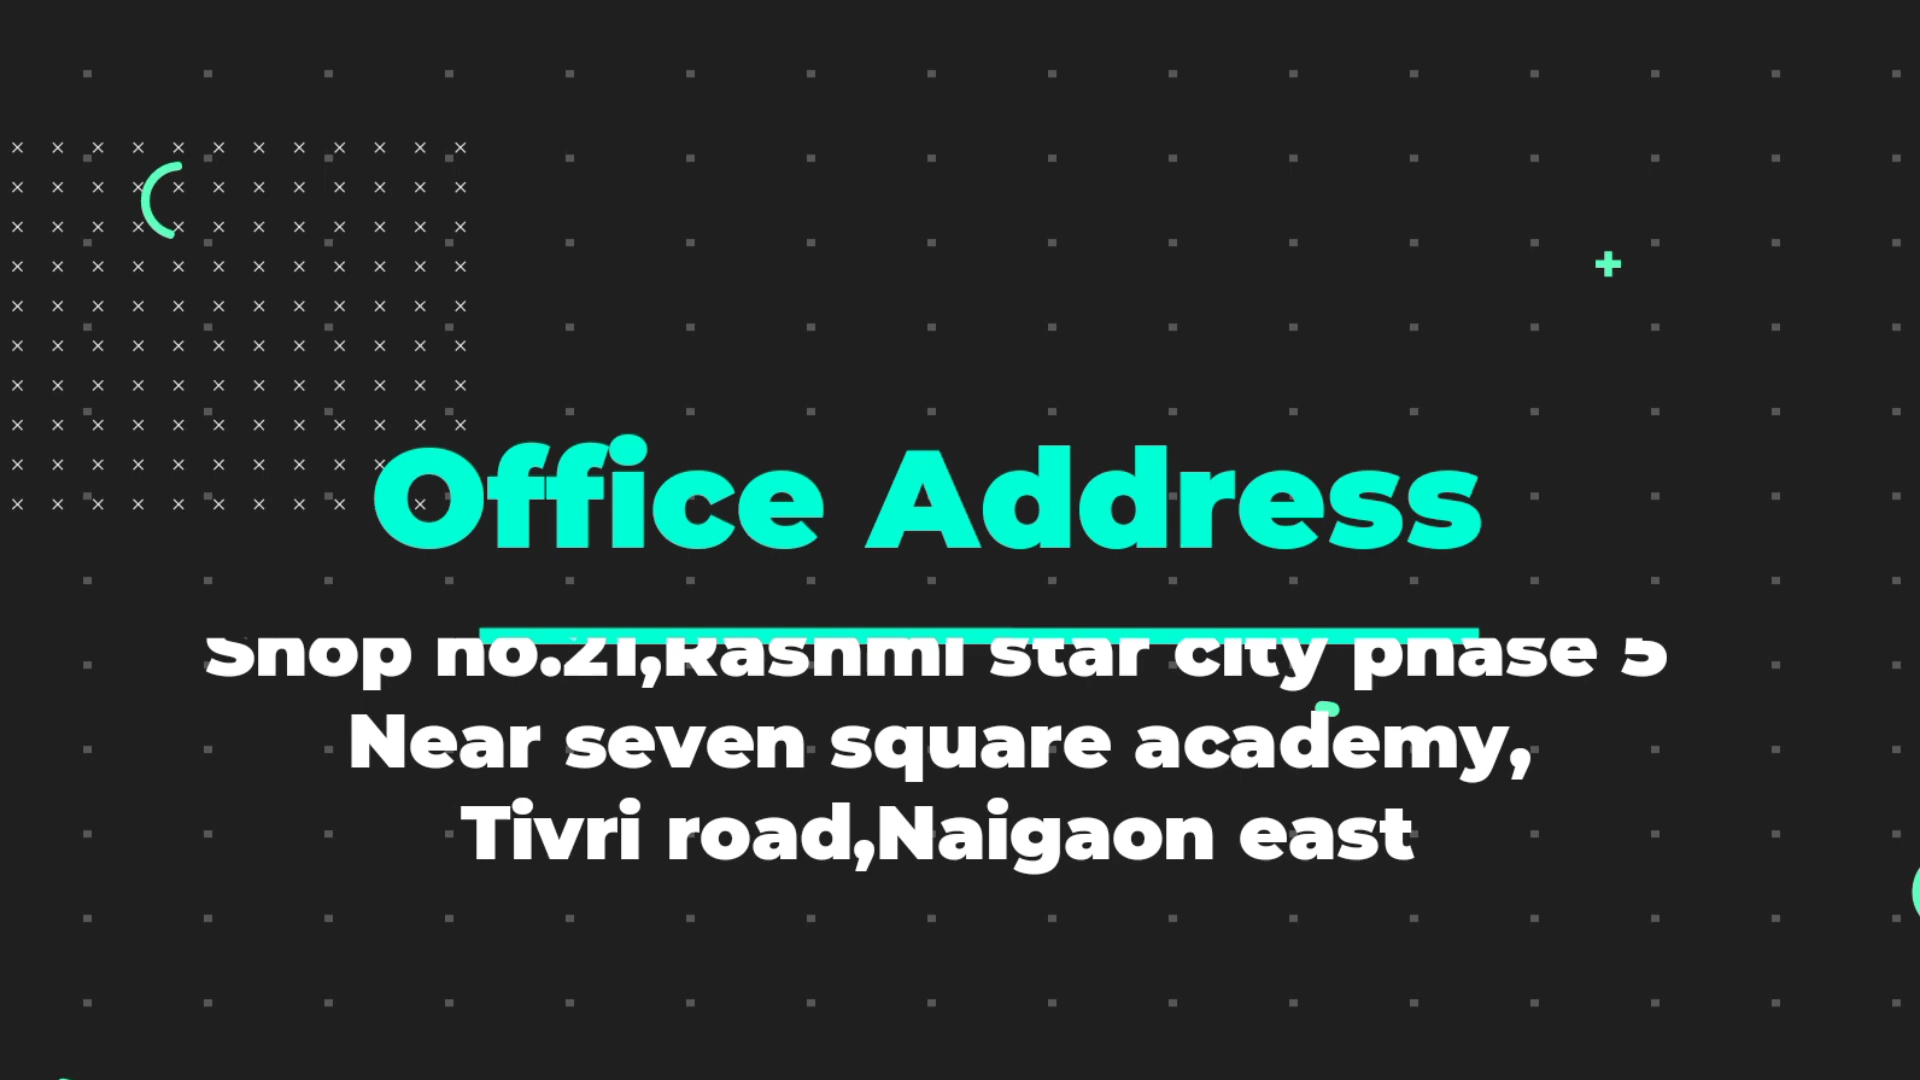 Office Address
Shop no.21,Rashmi star city phase 5
Near seven square academy,
Tivri road,Naigaon east